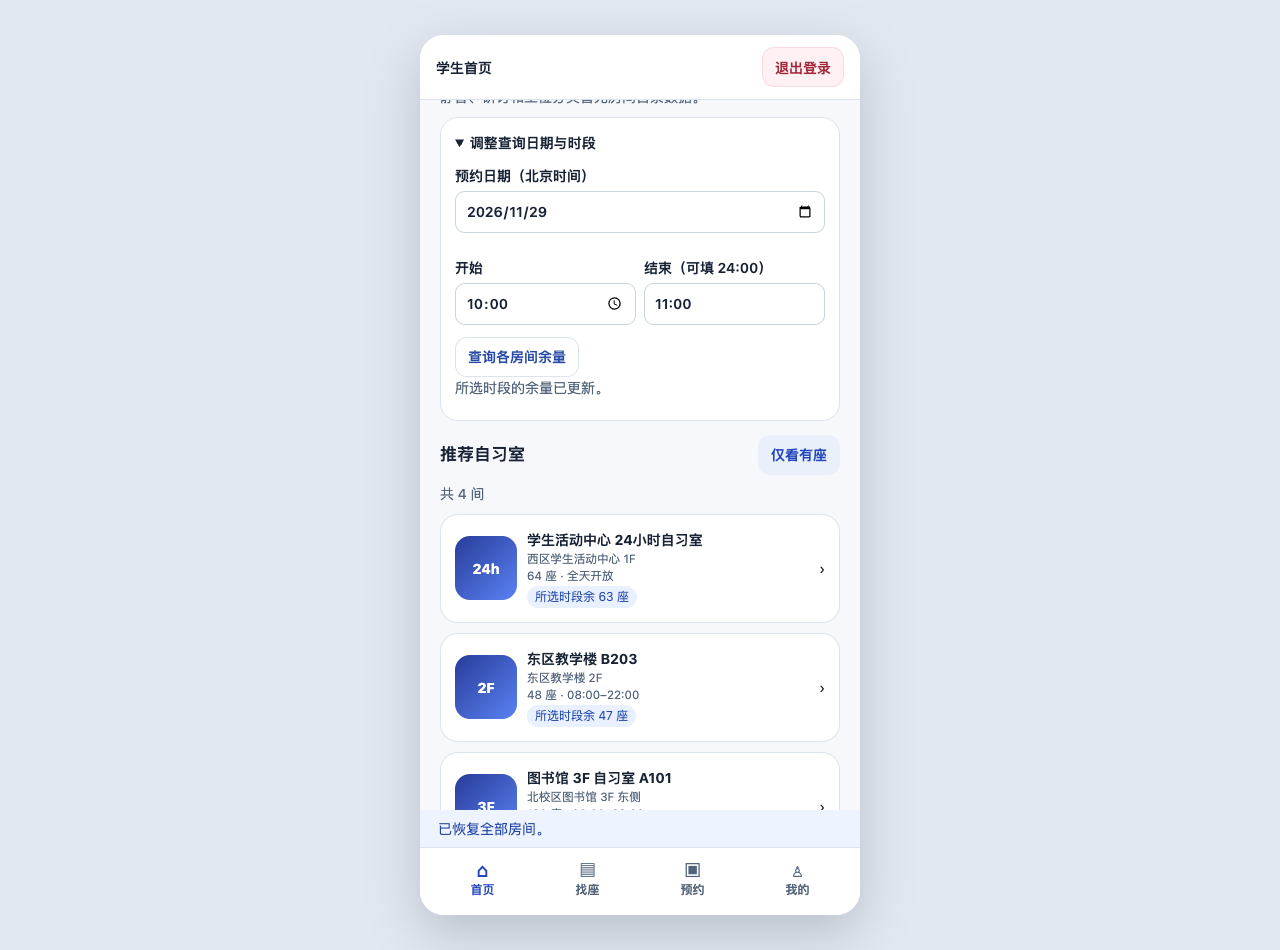 学生首页
退出登录
▼ 调整查询日期与时段
预约日期（北京时间）
2026/11/29
开始
结束（可填 24:00）
10:00
11:00
查询各房间余量
所选时段的余量已更新。
推荐自习室
仅看有座
共 4 间
24h
学生活动中心 24小时自习室
西区学生活动中心 1F
64 座 · 全天开放
所选时段余 63 座
›
2F
东区教学楼 B203
东区教学楼 2F
48 座 · 08:00–22:00
所选时段余 47 座
›
3F
图书馆 3F 自习室 A101
北校区图书馆 3F 东侧
›
已恢复全部房间。
首页
找座
预约
我的